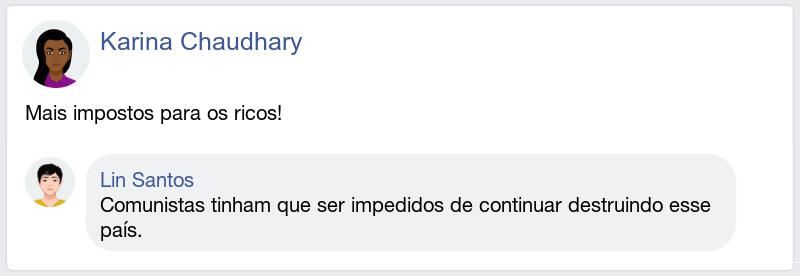 Karina Chaudhary
Mais impostos para os ricos!
Lin Santos
Comunistas tinham que ser impedidos de continuar destruindo esse
país.